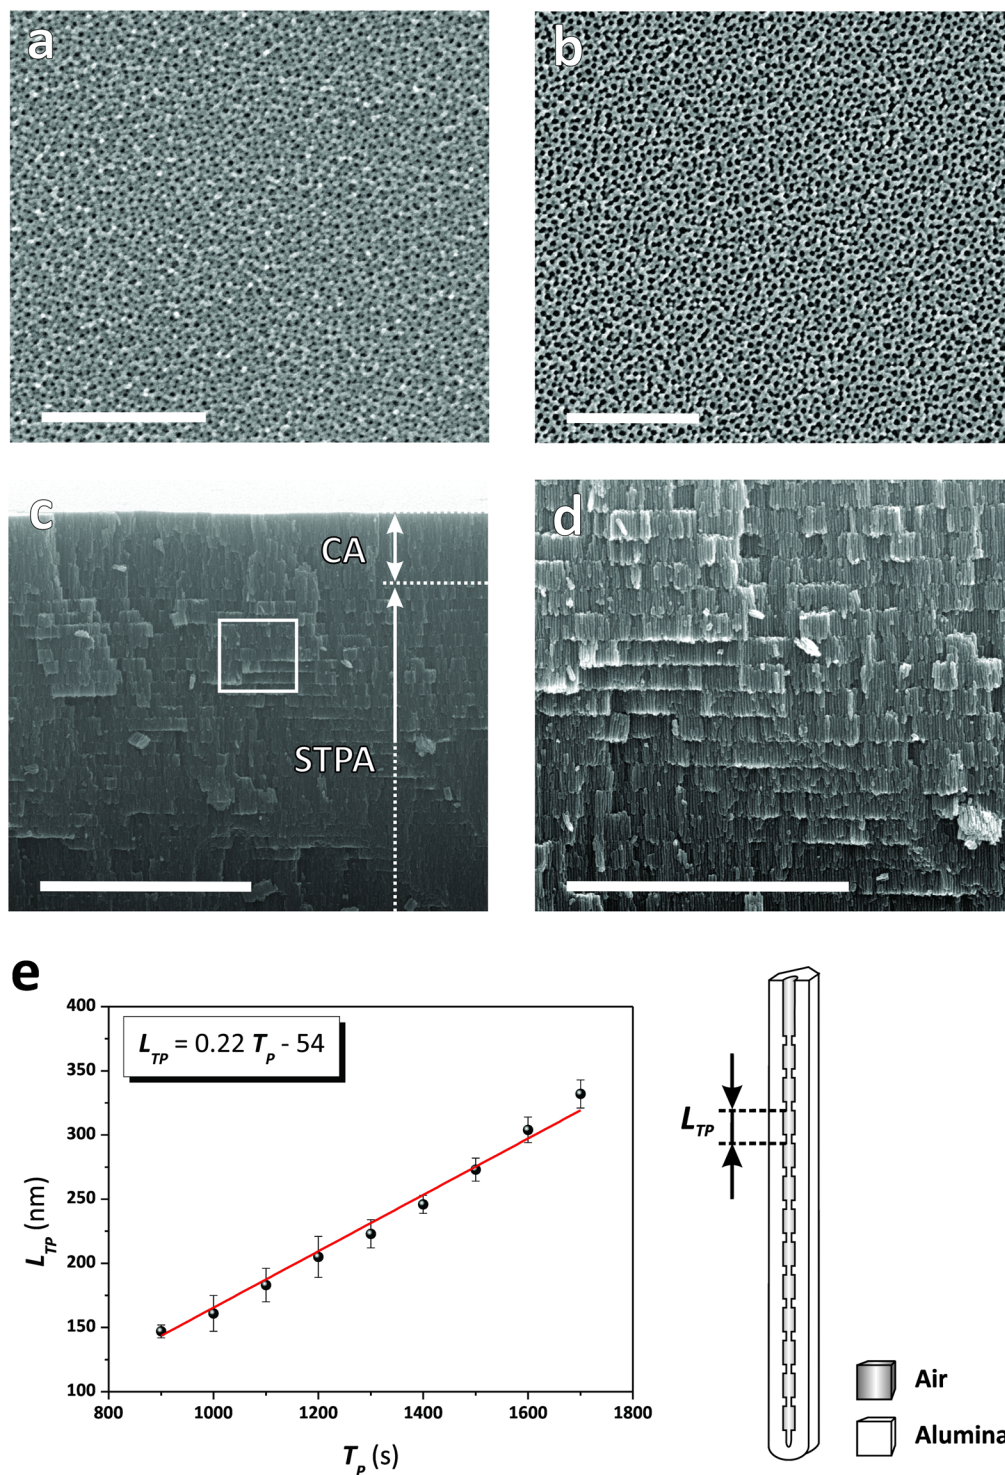 a
b
c
CA
STPA
d
e
L_TP = 0.22 T_P - 54
400
350
300
250
200
150
100
L_TP (nm)
800
1000
1200
1400
1600
1800
T_P (s)
L_TP
Air
Alumina